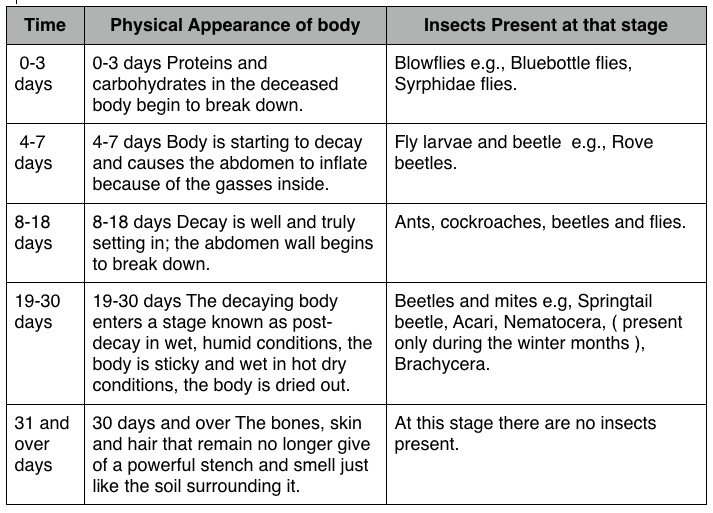 Time Physical Appearance of body Insects Present at that stage
0-3
days
0-3 days Proteins and
carbohydrates in the deceased
body begin to break down.
Blowflies e.g., Bluebottle flies,
Syrphidae flies.
4-7
days
4-7 days Body is starting to decay
and causes the abdomen to inflate
because of the gasses inside.
Fly larvae and beetle e.g., Rove
beetles.
8-18
days
8-18 days Decay is well and truly
setting in; the abdomen wall begins
to break down.
Ants, cockroaches, beetles and flies.
19-30
days
19-30 days The decaying body
enters a stage known as post-
decay in wet, humid conditions, the
body is sticky and wet in hot dry
conditions, the body is dried out.
Beetles and mites e.g, Springtail
beetle, Acari, Nematocera, ( present
only during the winter months ),
Brachycera.
31 and
over
days
30 days and over The bones, skin
and hair that remain no longer give
of a powerful stench and smell just
like the soil surrounding it.
At this stage there are no insects
present.